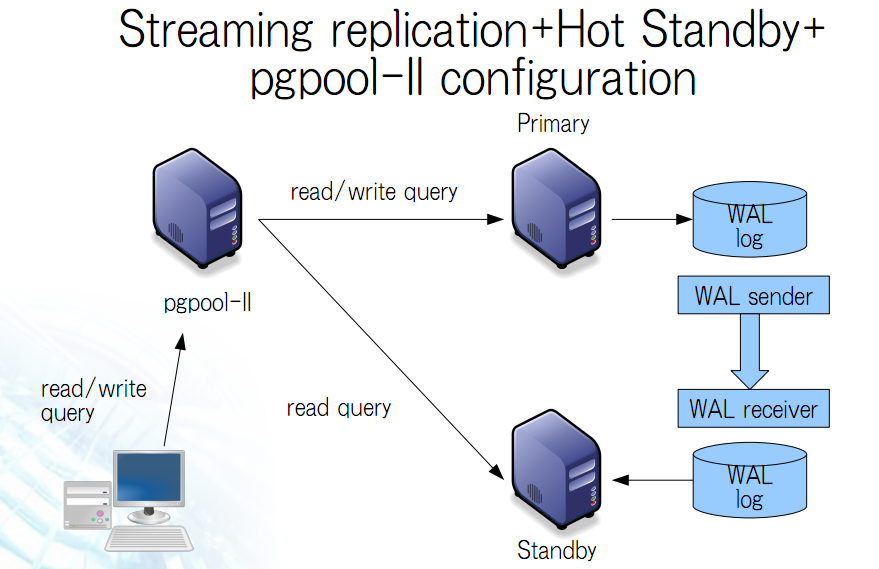 Streaming replication+Hot Standby+
pgpool-II configuration
Primary
read/write query
WAL
log
pgpool-II
WAL sender
read/write
query
read query
WAL receiver
WAL
log
Standby